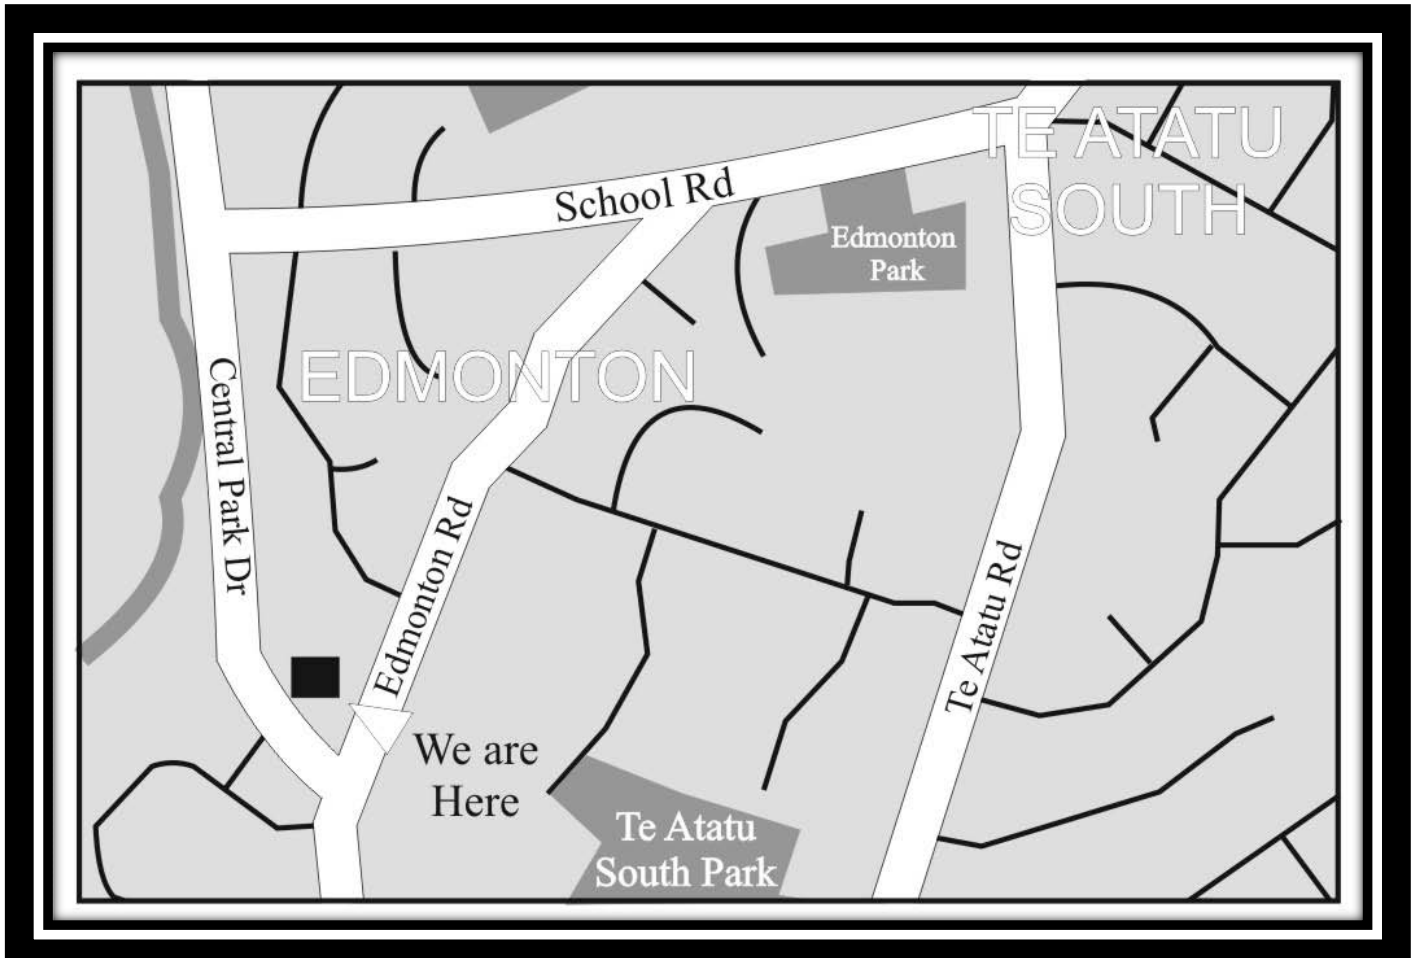 TE ATATU
SOUTH
School Rd
Edmonton
Park
EDMONTON
Central Park Dr
Edmonton Rd
Te Atatu Rd
We are
Here
Te Atatu
South Park